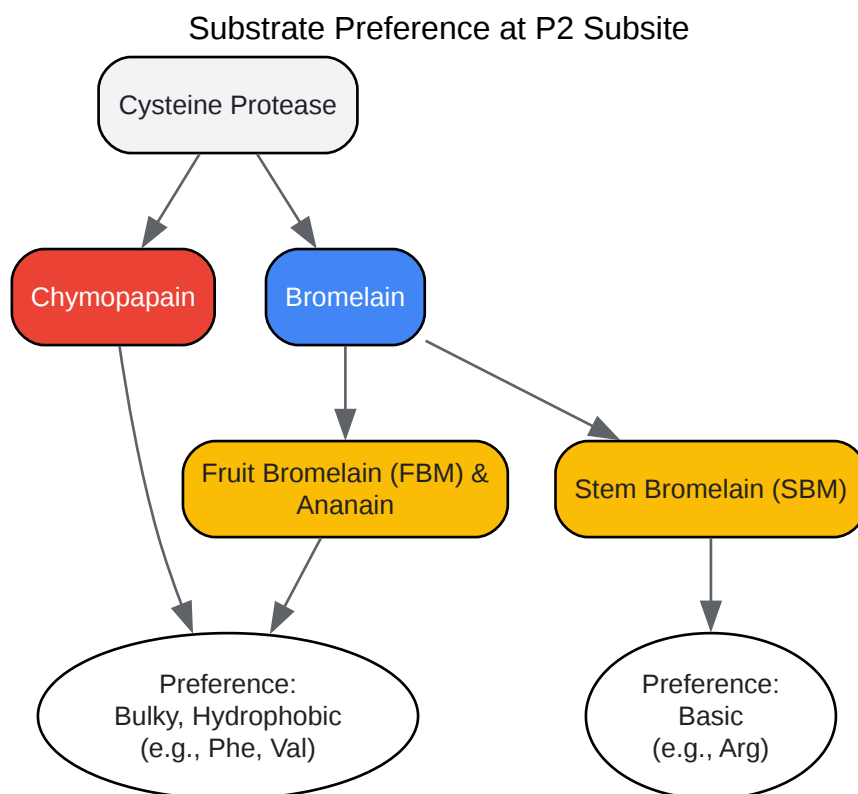 Substrate Preference at P2 Subsite
Cysteine Protease
Chymopapain
Bromelain
Fruit Bromelain (FBM) &
Ananain
Stem Bromelain (SBM)
Preference:
Bulky, Hydrophobic
(e.g., Phe, Val)
Preference:
Basic
(e.g., Arg)